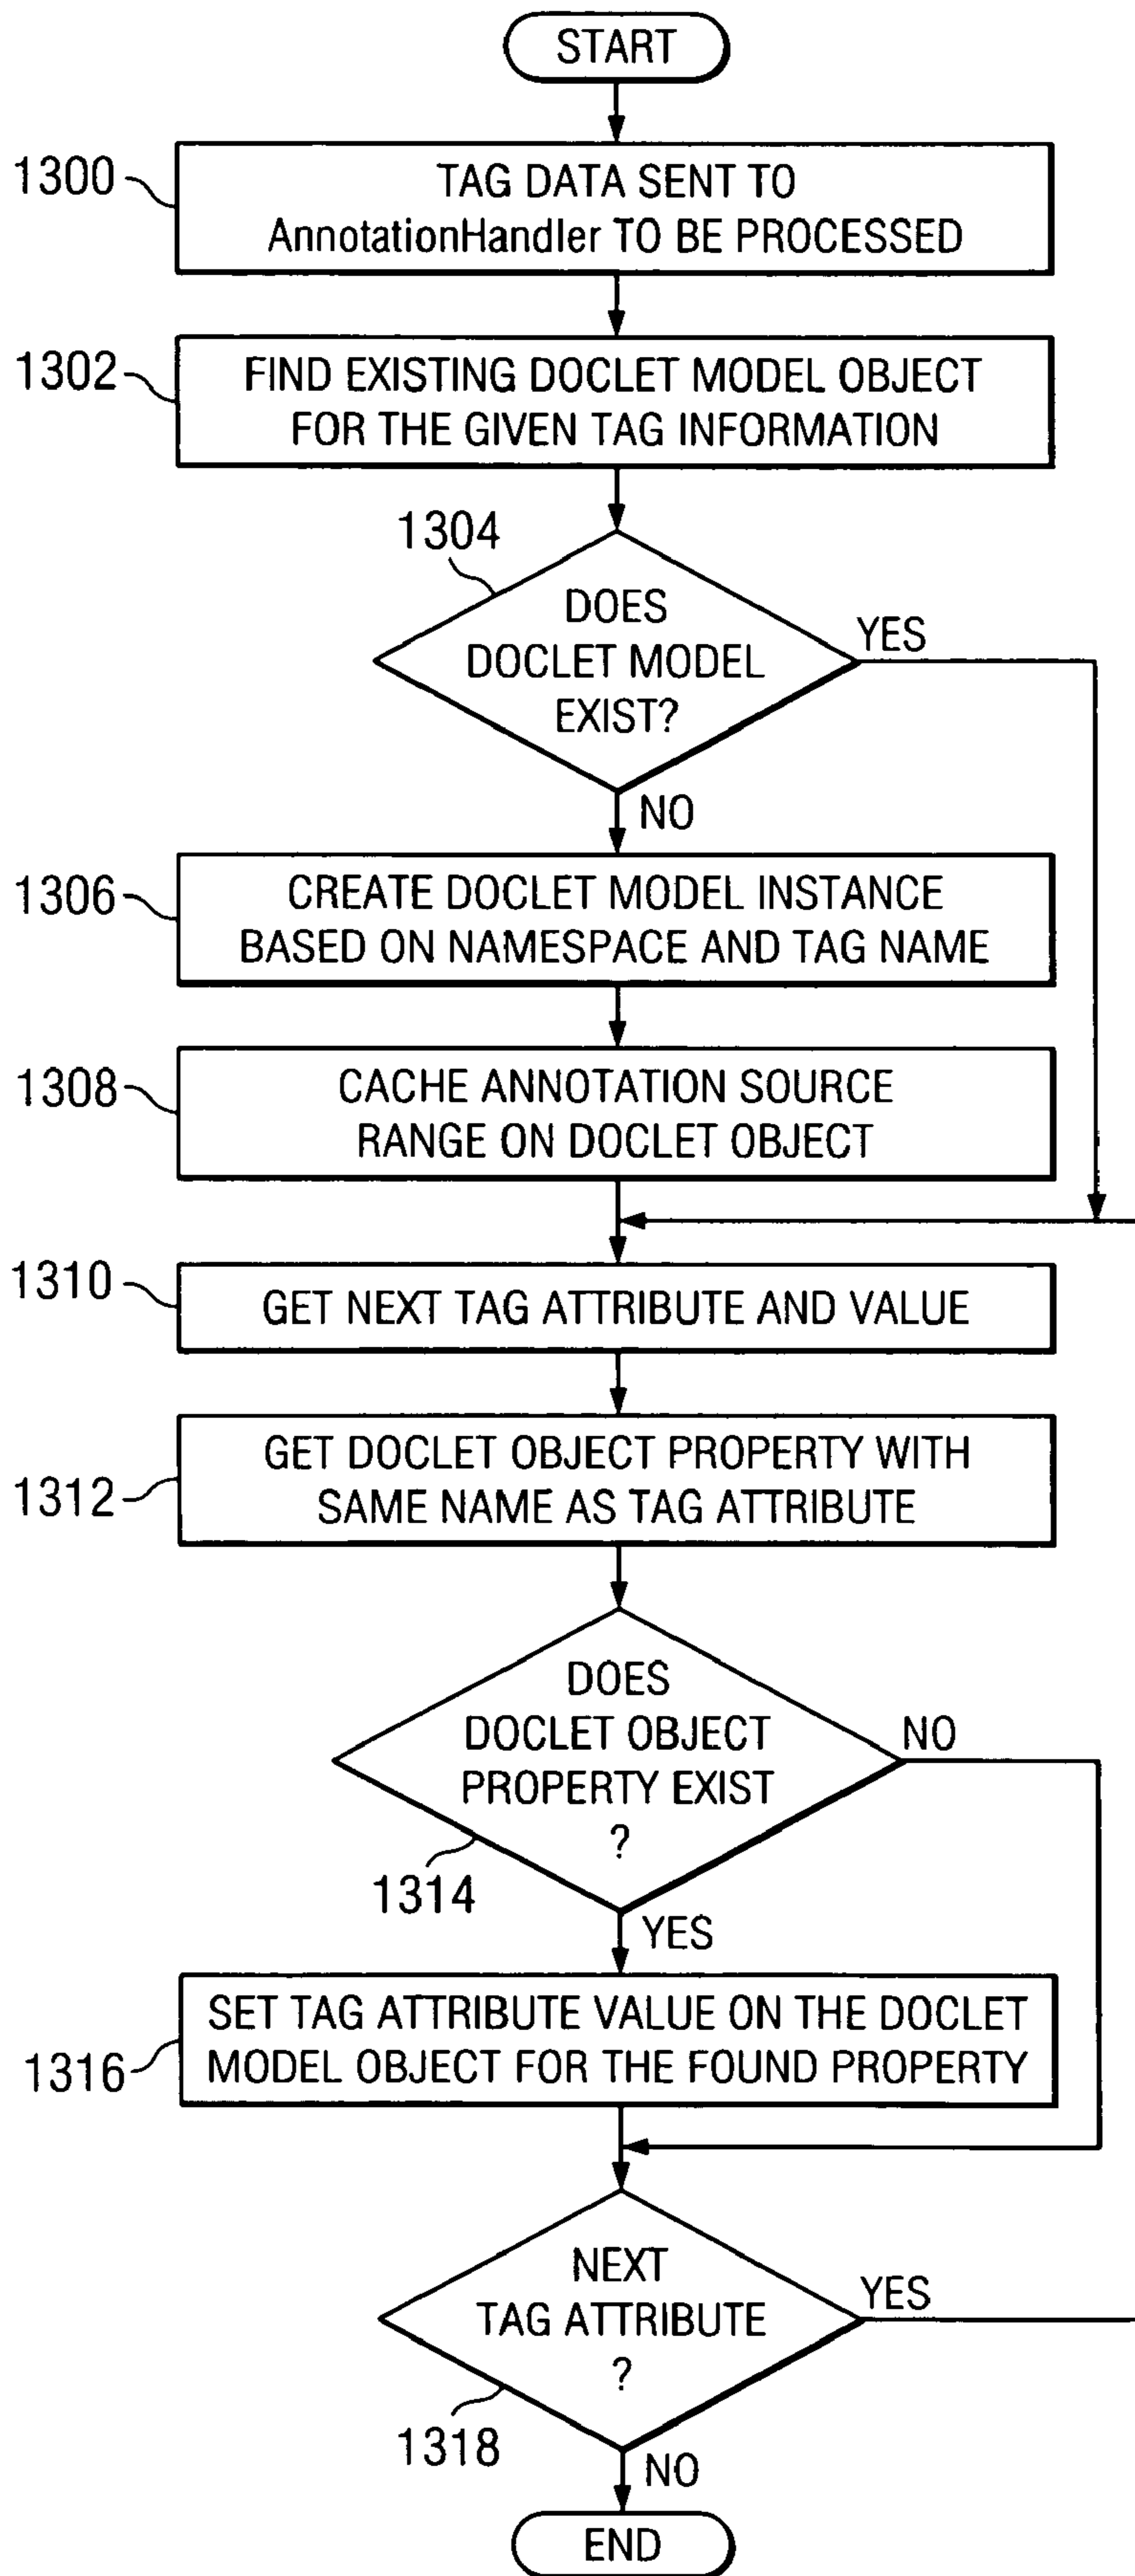 START
1300
TAG DATA SENT TO
AnnotationHandler TO BE PROCESSED
1302
FIND EXISTING DOCLET MODEL OBJECT
FOR THE GIVEN TAG INFORMATION
1304
DOES
DOCLET MODEL
EXIST?
YES
NO
1306
CREATE DOCLET MODEL INSTANCE
BASED ON NAMESPACE AND TAG NAME
1308
CACHE ANNOTATION SOURCE
RANGE ON DOCLET OBJECT
1310
GET NEXT TAG ATTRIBUTE AND VALUE
1312
GET DOCLET OBJECT PROPERTY WITH
SAME NAME AS TAG ATTRIBUTE
DOES
DOCLET OBJECT
PROPERTY EXIST
?
NO
1314
YES
1316
SET TAG ATTRIBUTE VALUE ON THE DOCLET
MODEL OBJECT FOR THE FOUND PROPERTY
NEXT
TAG ATTRIBUTE
?
YES
1318
NO
END